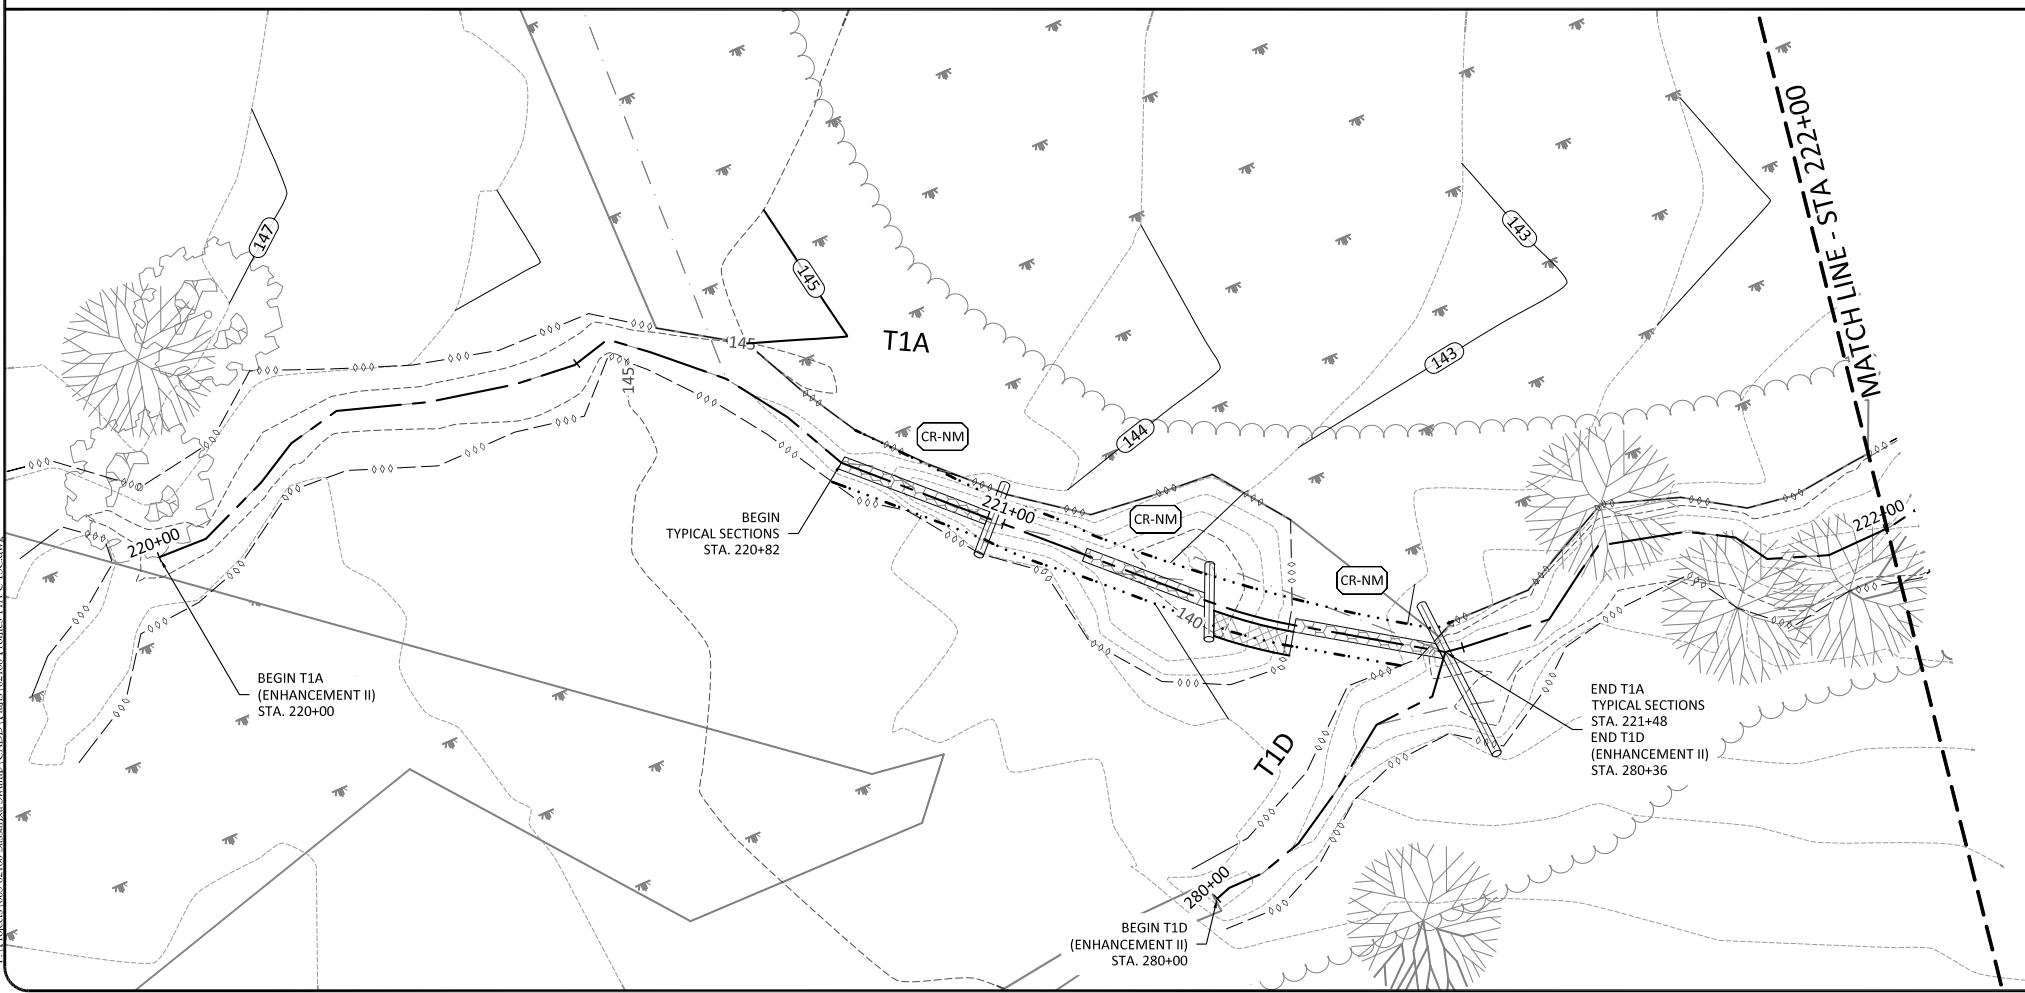 MATCH LINE - STA 222+00
147
145
143
143
144
145
145
140
T1A
CR-NM
CR-NM
CR-NM
220+00
221+00
222+00
BEGIN
TYPICAL SECTIONS
STA. 220+82
BEGIN T1A
(ENHANCEMENT II)
STA. 220+00
END T1A
TYPICAL SECTIONS
STA. 221+48
END T1D
(ENHANCEMENT II)
STA. 280+36
T1D
280+00
BEGIN T1D
(ENHANCEMENT II)
STA. 280+00